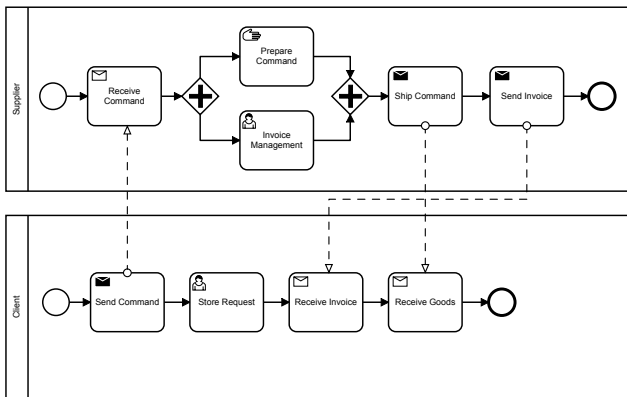 Supplier
Receive
Command
Prepare
Command
Invoice
Management
Ship Command
Send Invoice
Client
Send Command
Store Request
Receive Invoice
Receive Goods